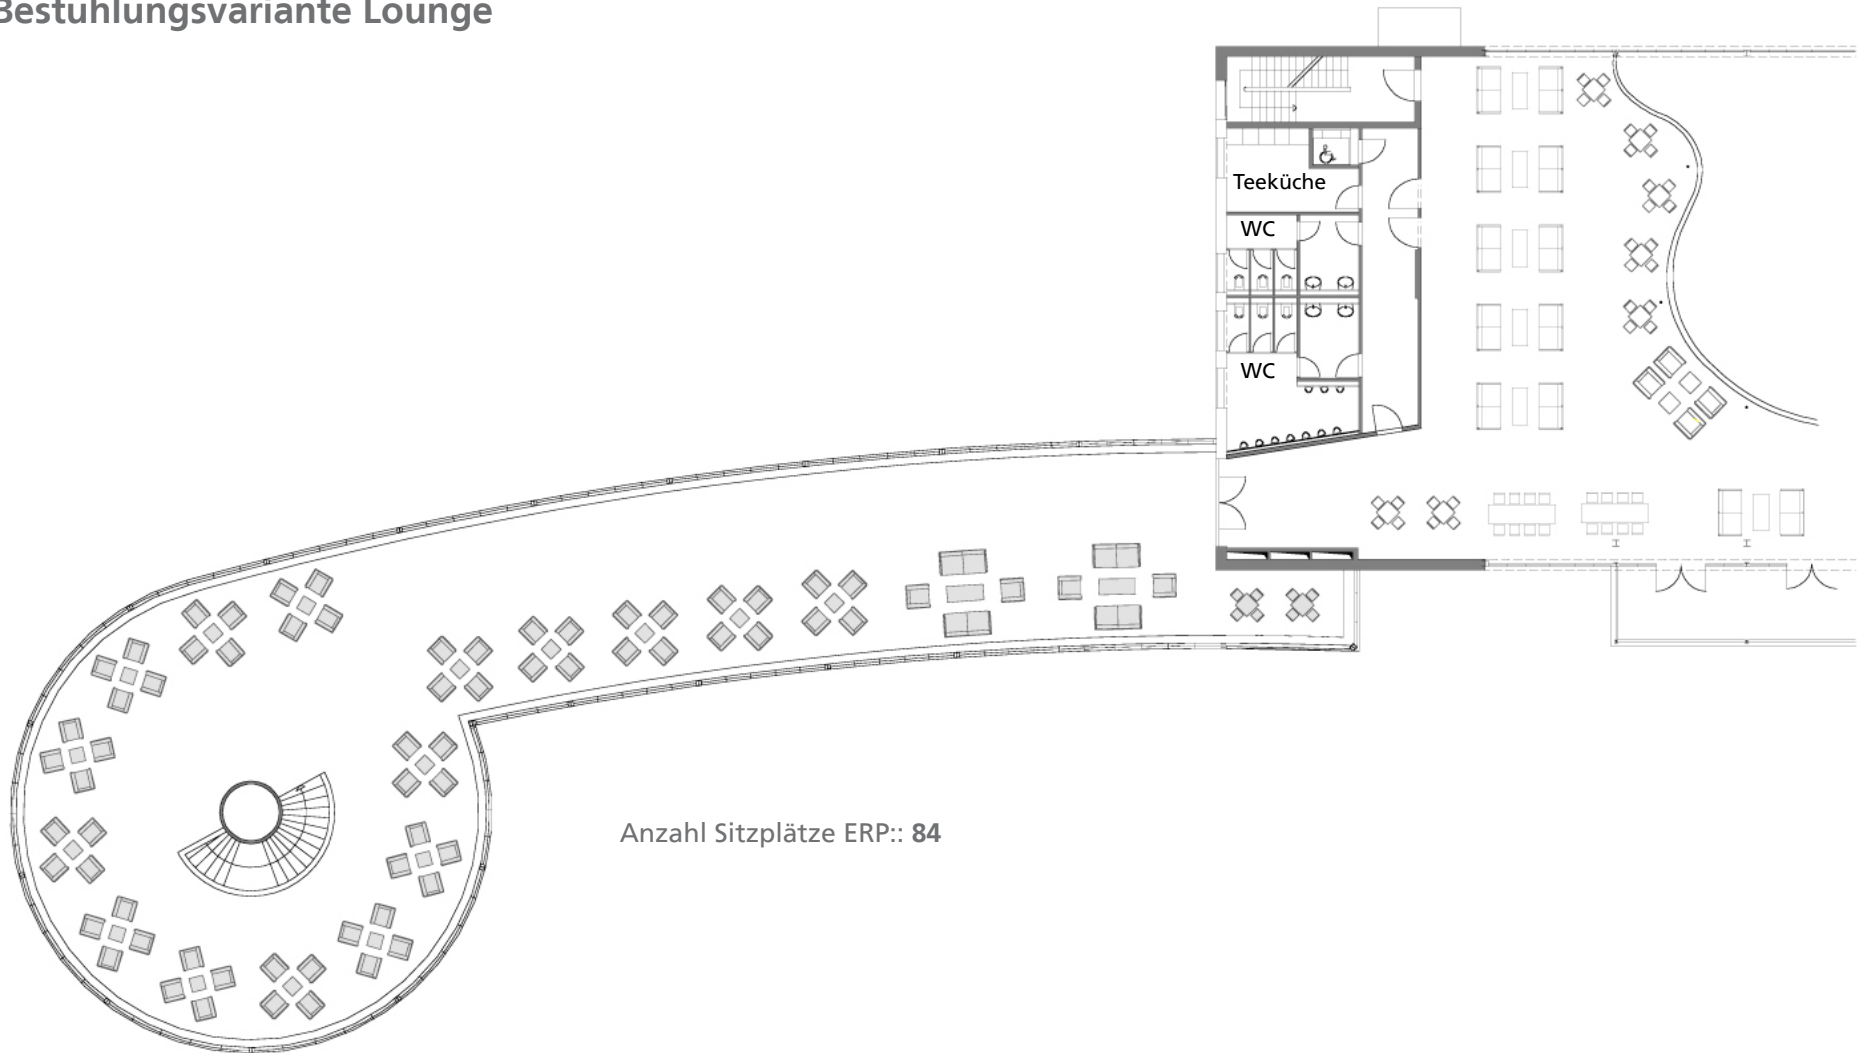 Bestuhlungsvariante Lounge
Teeküche
WC
WC
Anzahl Sitzplätze ERP:: 84